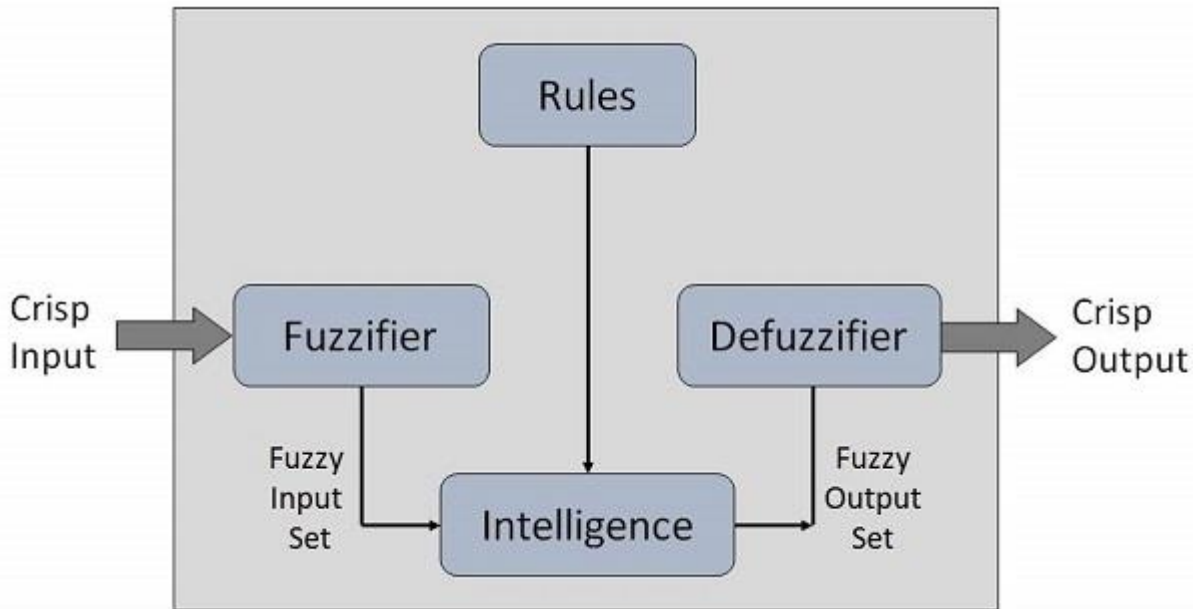 Rules
Crisp
Input
Fuzzifier
Defuzzifier
Crisp
Output
Fuzzy
Input
Set
Intelligence
Fuzzy
Output
Set